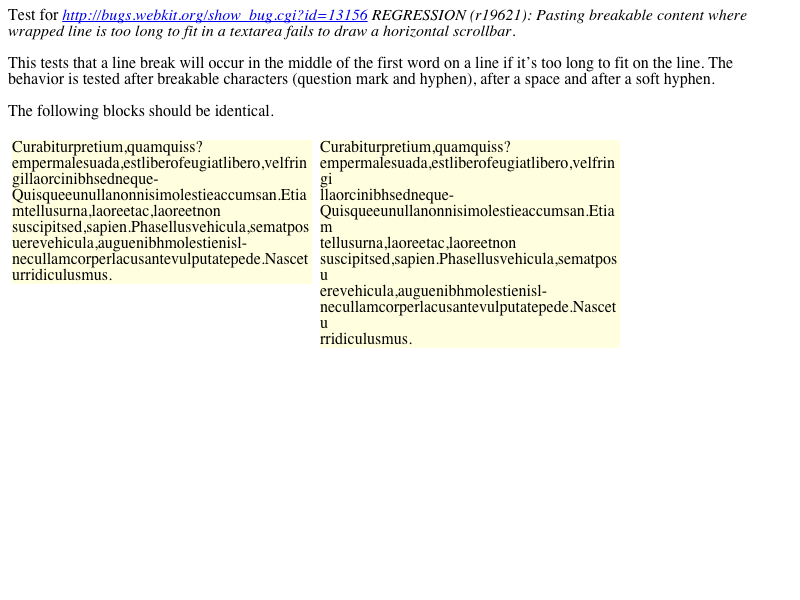 Test for http://bugs.webkit.org/show_bug.cgi?id=13156 REGRESSION (r19621): Pasting breakable content where
wrapped line is too long to fit in a textarea fails to draw a horizontal scrollbar.
This tests that a line break will occur in the middle of the first word on a line if it's too long to fit on the line. The
behavior is tested after breakable characters (question mark and hyphen), after a space and after a soft hyphen.
The following blocks should be identical.
Curabiturpretium,quamquiss?
empermalesuada,estliberofeugiatlibero,velfrin
gillaorcinibhsedneque-
Quisqueeunullanonnisimolestieaccumsan.Etia
mtellusurna,laoreetac,laoreetnon
suscipitsed,sapien.Phasellusvehicula,sematpos
uerevehicula,auguenibhmolestienisl-
necullamcorperlacusantevulputatepede.Nascet
urridiculusmus.
Curabiturpretium,quamquiss?
empermalesuada,estliberofeugiatlibero,velfrin
gi
llaorcinibhsedneque-
Quisqueeunullanonnisimolestieaccumsan.Etia
m
tellusurna,laoreetac,laoreetnon
suscipitsed,sapien.Phasellusvehicula,sematpos
u
erevehicula,auguenibhmolestienisl-
necullamcorperlacusantevulputatepede.Nascet
u
rridiculusmus.